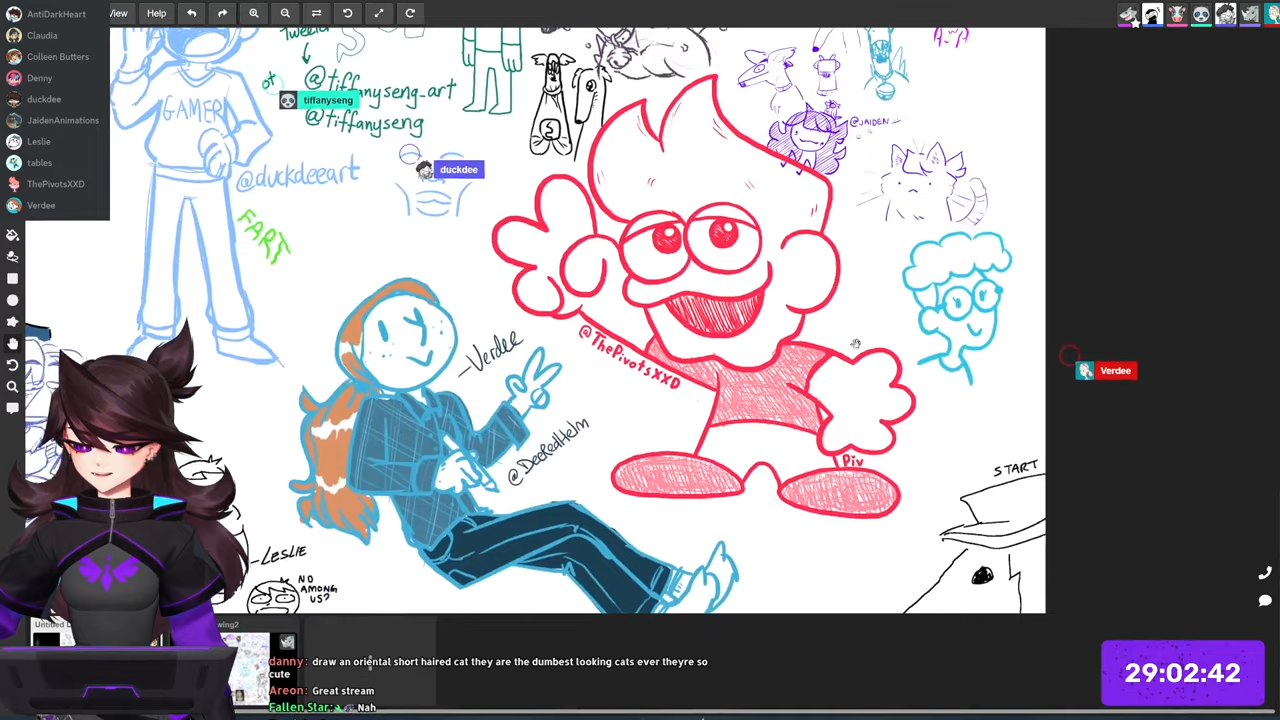 AntiDarkHeart
Claudia
Colleen Butters
Denny
duckdee
JaidenAnimations
Leslie
tables
ThePivotsXXD
Verdee
View
Help
GAMER
@duckdeeart
FART
@tiffanyseng_art
tiffanyseng
@tiffanyseng
duckdee
@JAIDEN
—Verdee
@ThePivotsXXD
@DeeRedHelm
Piv
Verdee
START
—LESLIE
NO
AMONG
US?
Untitled D
wing2
danny: draw an oriental short haired cat they are the dumbest looking cats ever theyre so
cute
Areon: Great stream
Fallen Star: Nah
29:02:42